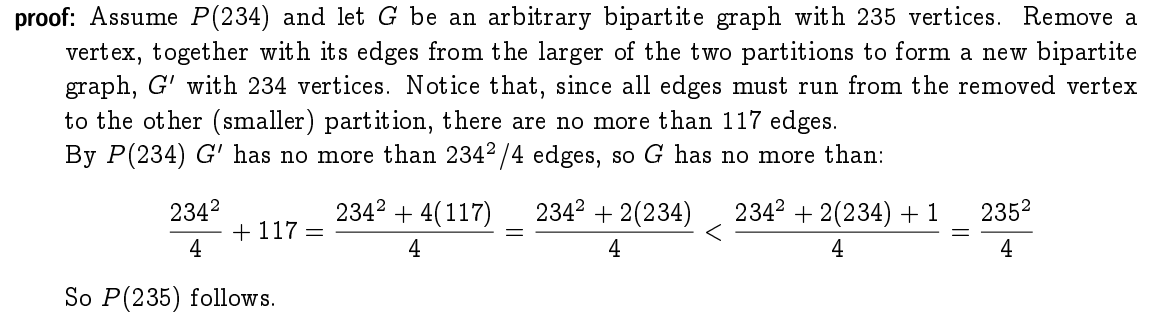 proof: Assume P(234) and let G be an arbitrary bipartite graph with 235 vertices. Remove a
vertex, together with its edges from the larger of the two partitions to form a new bipartite
graph, G′ with 234 vertices. Notice that, since all edges must run from the removed vertex
to the other (smaller) partition, there are no more than 117 edges.
By P(234) G′ has no more than 234²/4 edges, so G has no more than:
234²/4 + 117 = (234² + 4(117))/4 = (234² + 2(234))/4 < (234² + 2(234) + 1)/4 = 235²/4
So P(235) follows.